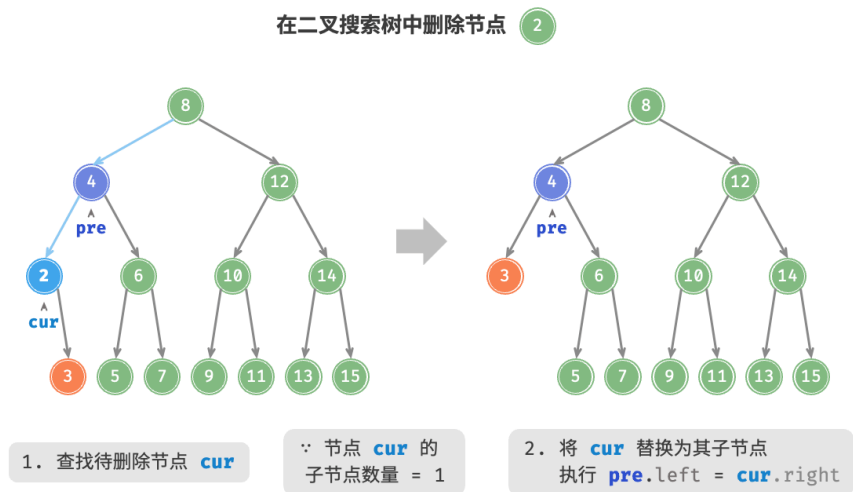 在二叉搜索树中删除节点 2
8 8
4 12 4 12
pre pre
2 6 10 14 3 6 10 14
cur
3 5 7 9 11 13 15 5 7 9 11 13 15
1. 查找待删除节点 cur
∵ 节点 cur 的
子节点数量 = 1
2. 将 cur 替换为其子节点
执行 pre.left = cur.right